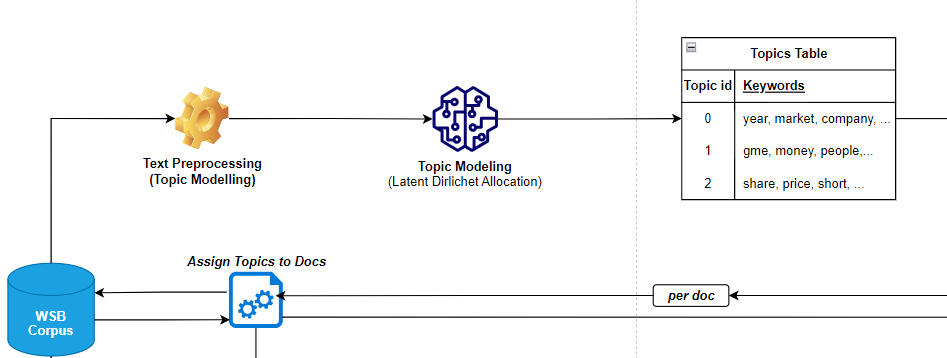 Topics Table
Topic id Keywords
0 year, market, company, ...
1 gme, money, people,...
2 share, price, short, ...
Text Preprocessing
(Topic Modelling)
Topic Modeling
(Latent Dirlichet Allocation)
Assign Topics to Docs
per doc
WSB
Corpus